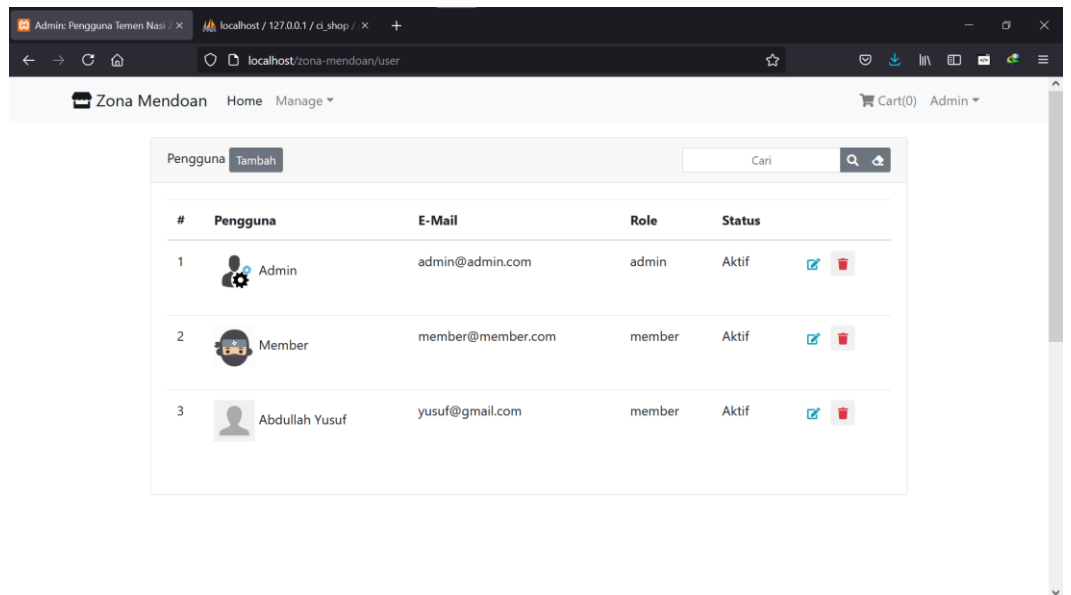 Admin: Pengguna Temen Nasi Z
localhost / 127.0.0.1 / ci_shop /
localhost/zona-mendoan/user
Zona Mendoan Home Manage Cart(0) Admin
Pengguna Tambah Cari
# Pengguna E-Mail Role Status
1 Admin admin@admin.com admin Aktif
2 Member member@member.com member Aktif
3 Abdullah Yusuf yusuf@gmail.com member Aktif